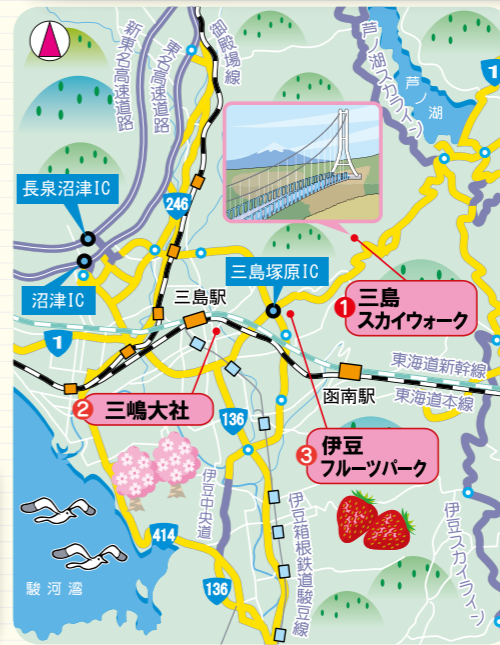 新東名高速道路
東名高速道路
御殿場線
芦ノ湖スカイライン
芦ノ湖
1
長泉沼津IC
246
沼津IC
三島塚原IC
三島駅
1 三島
スカイウォーク
1
東海道新幹線
函南駅
東海道本線
2 三嶋大社
136
3 伊豆
フルーツパーク
伊豆中央道
伊豆箱根鉄道駿豆線
伊豆スカイライン
414
駿河湾
136